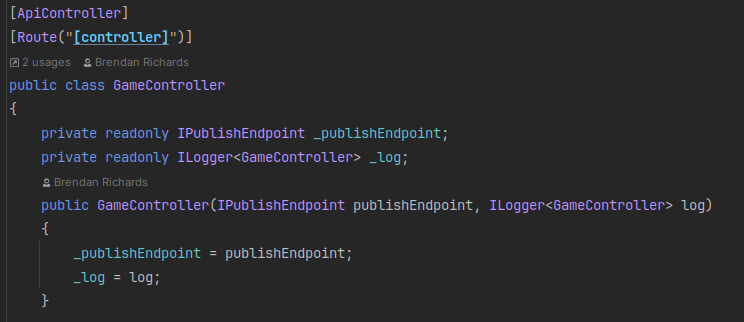 [ApiController]
[Route("[controller]")]
2 usages Brendan Richards
public class GameController
{
private readonly IPublishEndpoint _publishEndpoint;
private readonly ILogger<GameController> _log;
Brendan Richards
public GameController(IPublishEndpoint publishEndpoint, ILogger<GameController> log)
{
_publishEndpoint = publishEndpoint;
_log = log;
}